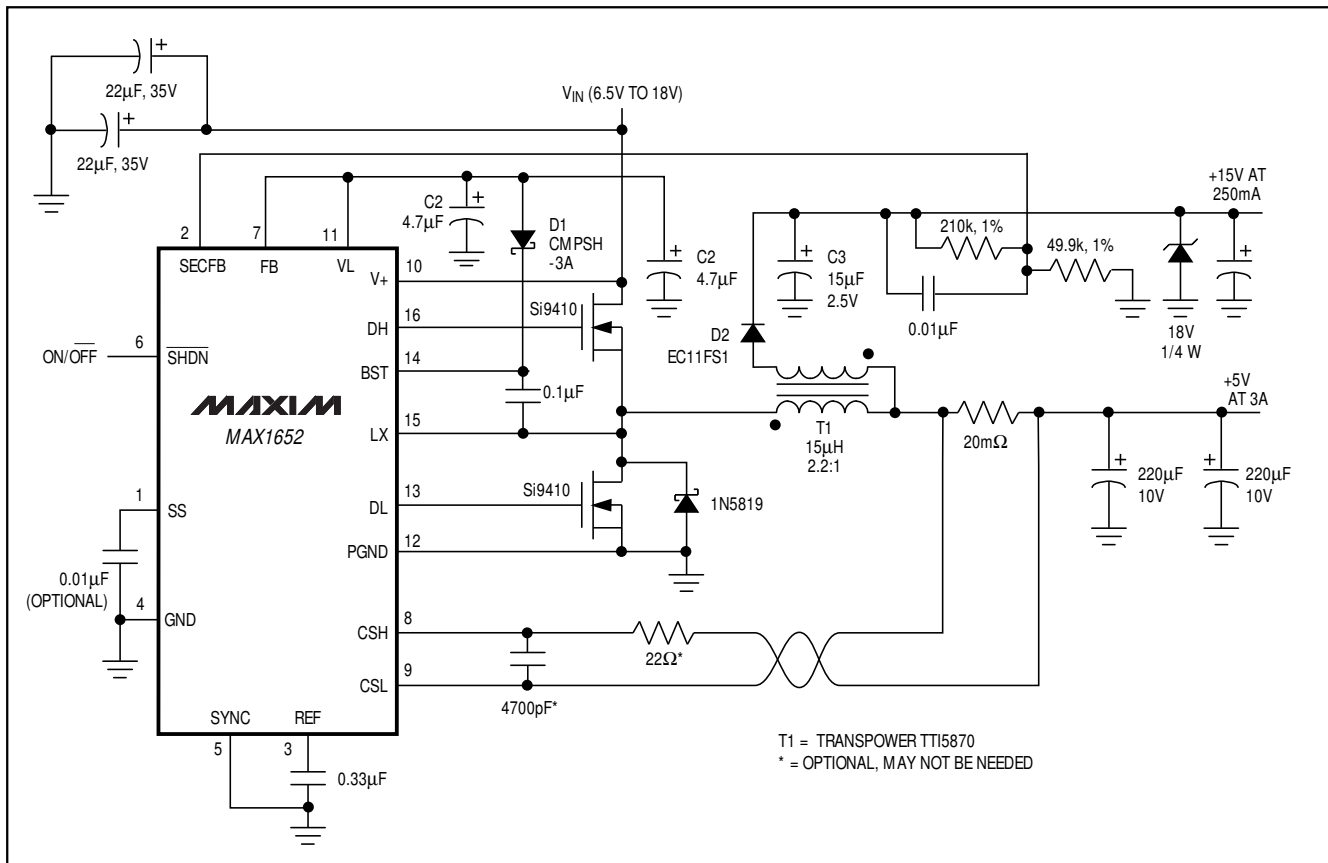 22µF, 35V
22µF, 35V
VIN (6.5V TO 18V)
+15V AT
250mA
C2
4.7µF
D1
CMPSH
-3A
C2
4.7µF
C3
15µF
2.5V
210k, 1%
49.9k, 1%
0.01µF
18V
1/4 W
D2
EC11FS1
2
7
11
SECFB
FB
VL
V+
10
Si9410
DH
16
ON/OFF
6
SHDN
BST
14
0.1µF
MAXIM
MAX1652
LX
15
T1
15µH
2.2:1
20mΩ
+5V
AT 3A
1
SS
DL
13
Si9410
1N5819
220µF
10V
220µF
10V
PGND
12
0.01µF
(OPTIONAL)
4
GND
CSH
8
22Ω*
CSL
9
4700pF*
SYNC
REF
5
3
0.33µF
T1 = TRANSPOWER TTI5870
* = OPTIONAL, MAY NOT BE NEEDED